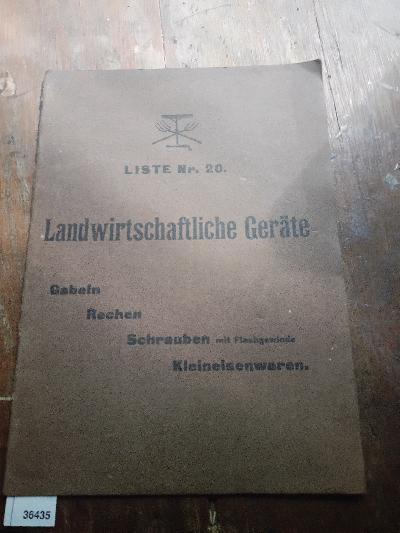 LISTE Nr. 20.
Landwirtschaftliche Geräte
Gabeln
Rechen
Schrauben mit Flachgewinde
Kleineisenwaren.
36435